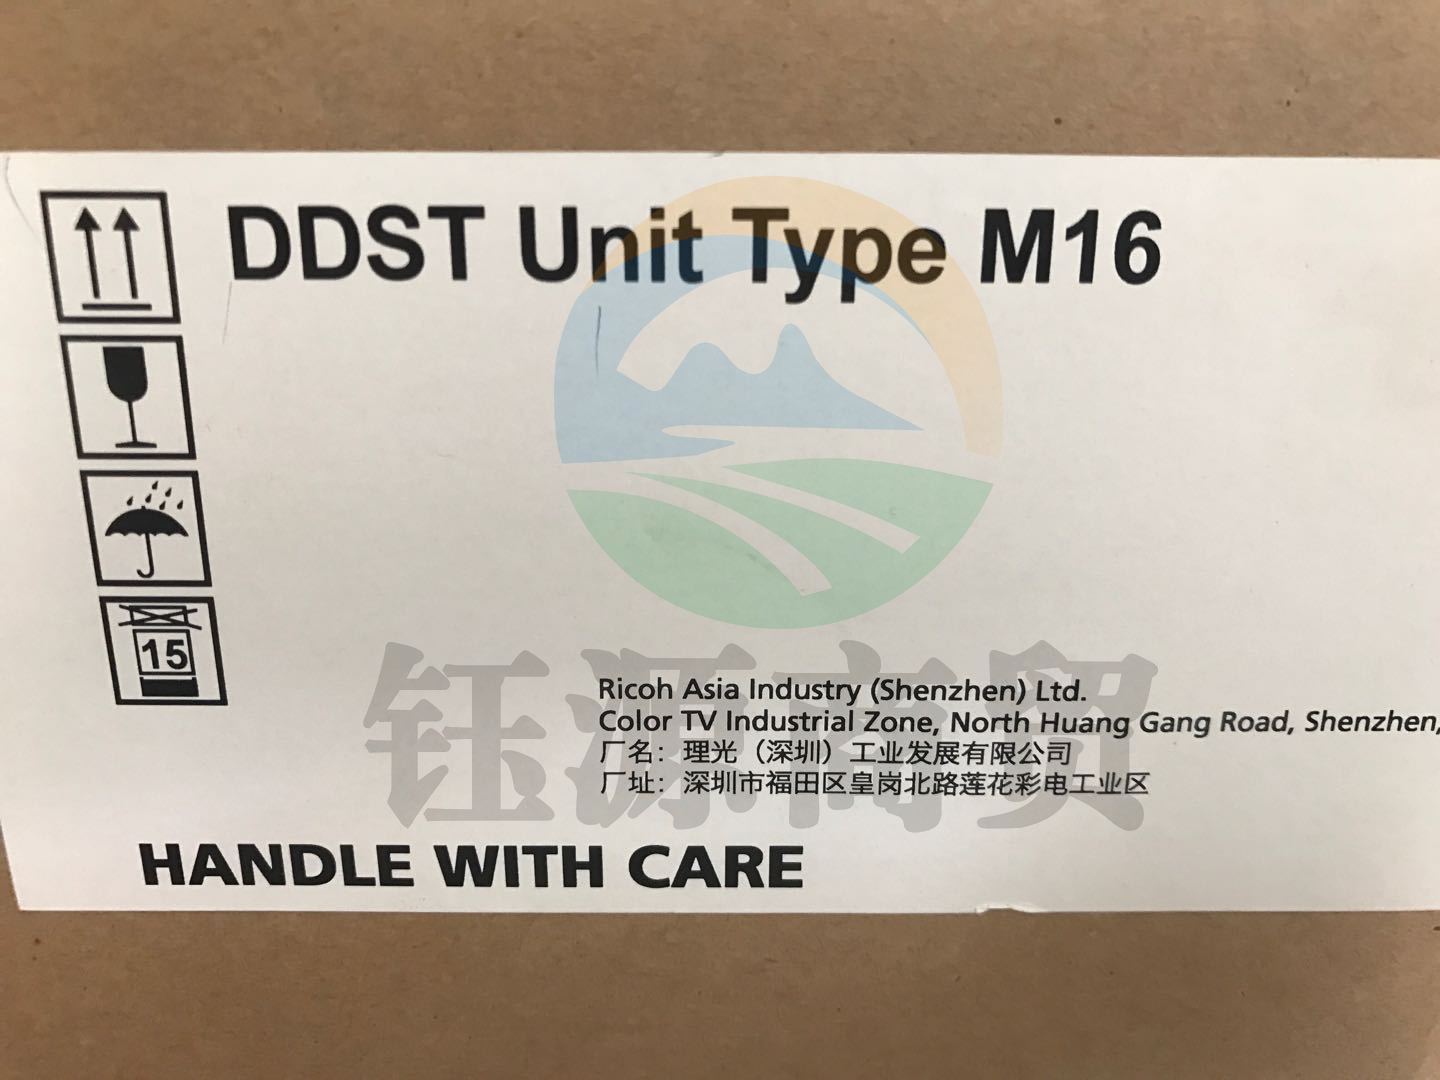 DDST Unit Type M16
15
钰源商贸
Ricoh Asia Industry (Shenzhen) Ltd.
Color TV Industrial Zone, North Huang Gang Road, Shenzhen,
厂名：理光（深圳）工业发展有限公司
厂址：深圳市福田区皇岗北路莲花彩电工业区
HANDLE WITH CARE